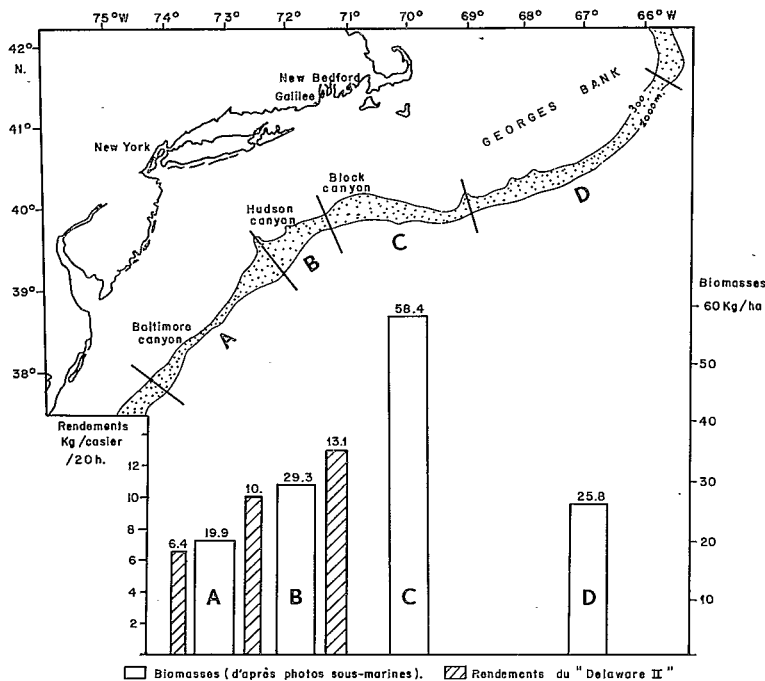 75°W 74° 73° 72° 71° 70° 69° 68° 67° 66° W
42°
N.
41°
40°
39°
38°
New Bedford
Galilee
New York
GEORGES BANK
300
1000m.
Block
canyon
Hudson
canyon
Baltimore
canyon
A
B
C
D
Biomasses
60 Kg/ha
50
40
30
20
10
Rendements
Kg/casier
/20h.
12
10
8
6
4
2
6.4
19.9
10.
29.3
13.1
58.4
25.8
A
B
C
D
Biomasses (d'après photos sous-marines).
Rendements du "Delaware II"